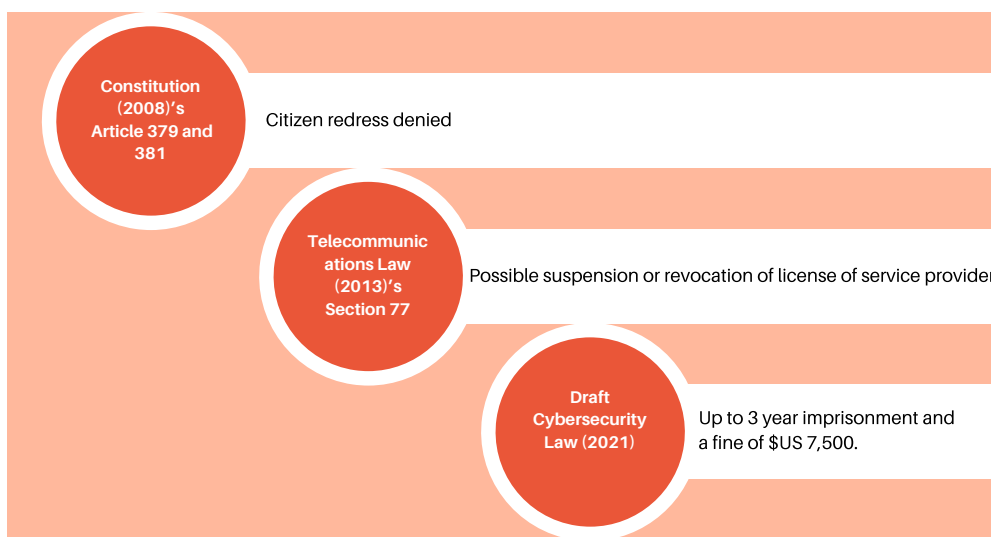 Constitution
(2008)’s
Article 379 and
381
Citizen redress denied
Telecommunic
ations Law
(2013)’s
Section 77
Possible suspension or revocation of license of service provider
Draft
Cybersecurity
Law (2021)
Up to 3 year imprisonment and
a fine of $US 7,500.